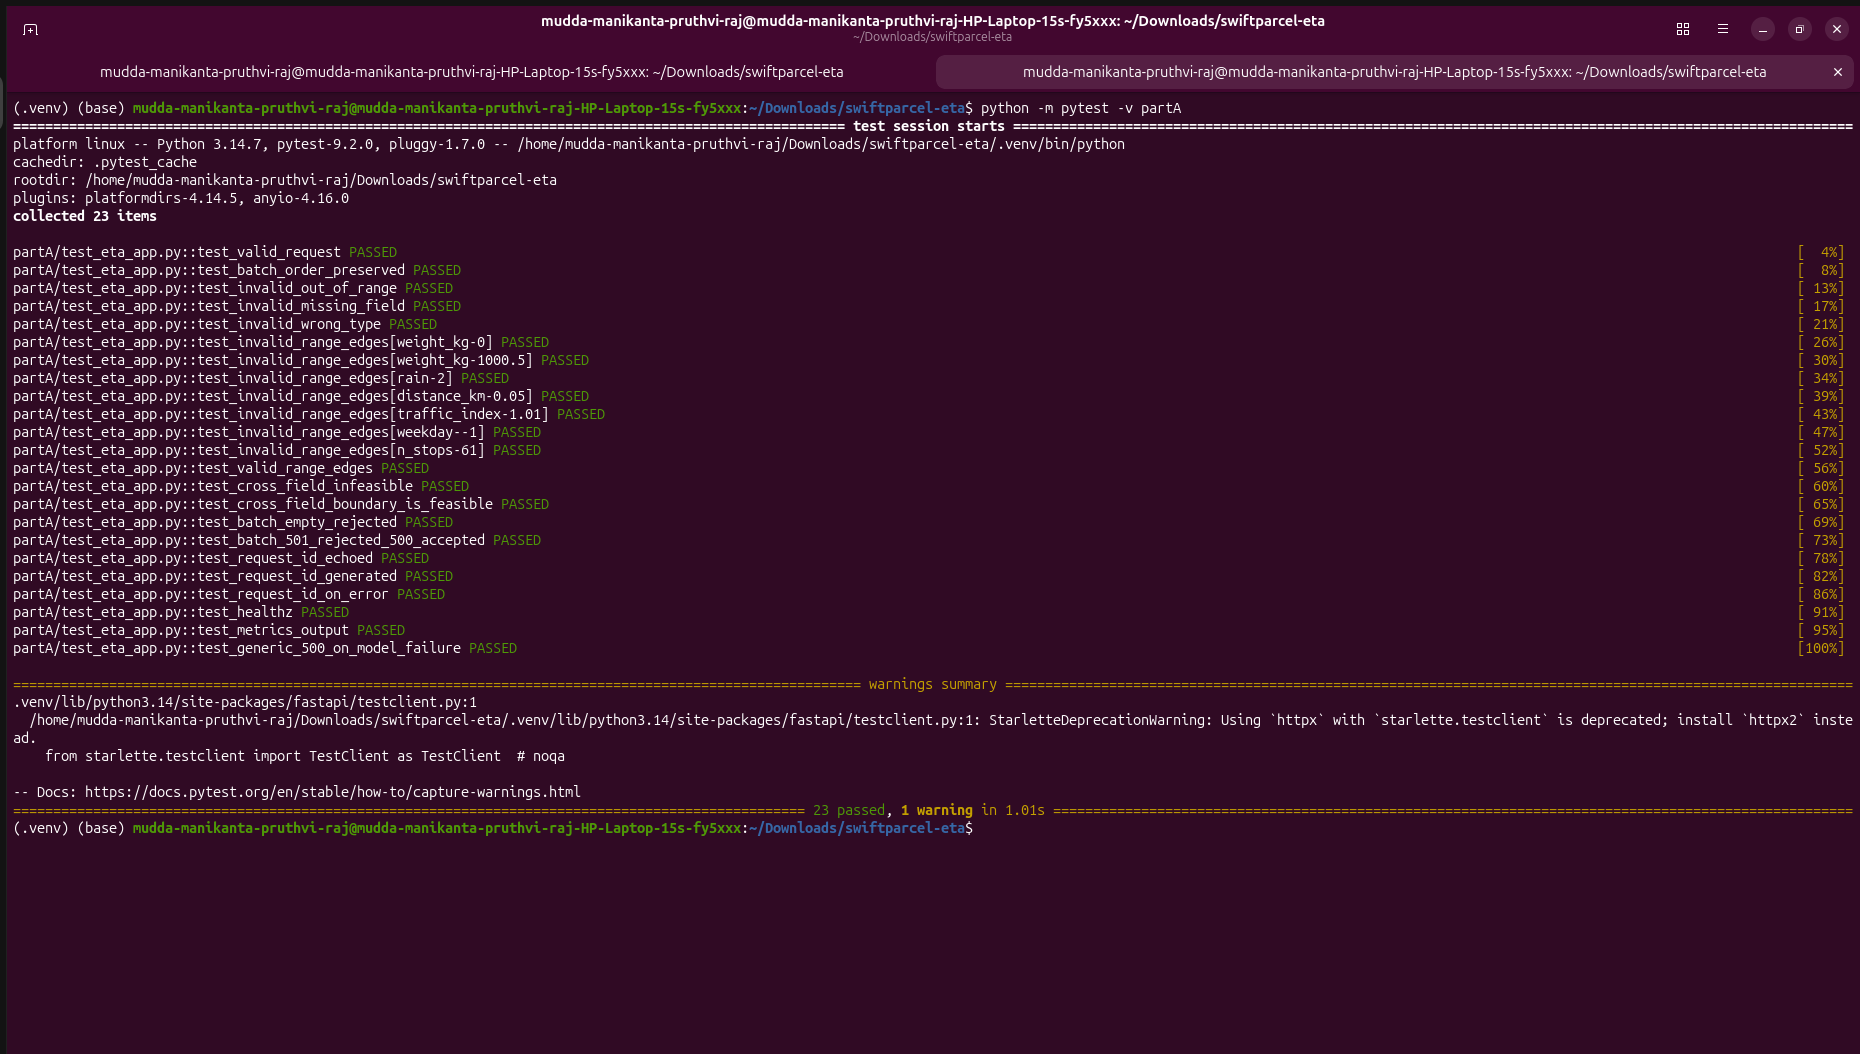 mudda-manikanta-pruthvi-raj@mudda-manikanta-pruthvi-raj-HP-Laptop-15s-fy5xxx: ~/Downloads/swiftparcel-eta
~/Downloads/swiftparcel-eta
mudda-manikanta-pruthvi-raj@mudda-manikanta-pruthvi-raj-HP-Laptop-15s-fy5xxx: ~/Downloads/swiftparcel-eta
mudda-manikanta-pruthvi-raj@mudda-manikanta-pruthvi-raj-HP-Laptop-15s-fy5xxx: ~/Downloads/swiftparcel-eta
(.venv) (base) mudda-manikanta-pruthvi-raj@mudda-manikanta-pruthvi-raj-HP-Laptop-15s-fy5xxx:~/Downloads/swiftparcel-eta$ python -m pytest -v partA
======== test session starts ========
platform linux -- Python 3.14.7, pytest-9.2.0, pluggy-1.7.0 -- /home/mudda-manikanta-pruthvi-raj/Downloads/swiftparcel-eta/.venv/bin/python
cachedir: .pytest_cache
rootdir: /home/mudda-manikanta-pruthvi-raj/Downloads/swiftparcel-eta
plugins: platformdirs-4.14.5, anyio-4.16.0
collected 23 items
partA/test_eta_app.py::test_valid_request PASSED [  4%]
partA/test_eta_app.py::test_batch_order_preserved PASSED [  8%]
partA/test_eta_app.py::test_invalid_out_of_range PASSED [ 13%]
partA/test_eta_app.py::test_invalid_missing_field PASSED [ 17%]
partA/test_eta_app.py::test_invalid_wrong_type PASSED [ 21%]
partA/test_eta_app.py::test_invalid_range_edges[weight_kg-0] PASSED [ 26%]
partA/test_eta_app.py::test_invalid_range_edges[weight_kg-1000.5] PASSED [ 30%]
partA/test_eta_app.py::test_invalid_range_edges[rain-2] PASSED [ 34%]
partA/test_eta_app.py::test_invalid_range_edges[distance_km-0.05] PASSED [ 39%]
partA/test_eta_app.py::test_invalid_range_edges[traffic_index-1.01] PASSED [ 43%]
partA/test_eta_app.py::test_invalid_range_edges[weekday--1] PASSED [ 47%]
partA/test_eta_app.py::test_invalid_range_edges[n_stops-61] PASSED [ 52%]
partA/test_eta_app.py::test_valid_range_edges PASSED [ 56%]
partA/test_eta_app.py::test_cross_field_infeasible PASSED [ 60%]
partA/test_eta_app.py::test_cross_field_boundary_is_feasible PASSED [ 65%]
partA/test_eta_app.py::test_batch_empty_rejected PASSED [ 69%]
partA/test_eta_app.py::test_batch_501_rejected_500_accepted PASSED [ 73%]
partA/test_eta_app.py::test_request_id_echoed PASSED [ 78%]
partA/test_eta_app.py::test_request_id_generated PASSED [ 82%]
partA/test_eta_app.py::test_request_id_on_error PASSED [ 86%]
partA/test_eta_app.py::test_healthz PASSED [ 91%]
partA/test_eta_app.py::test_metrics_output PASSED [ 95%]
partA/test_eta_app.py::test_generic_500_on_model_failure PASSED [100%]
======== warnings summary ========
.venv/lib/python3.14/site-packages/fastapi/testclient.py:1
  /home/mudda-manikanta-pruthvi-raj/Downloads/swiftparcel-eta/.venv/lib/python3.14/site-packages/fastapi/testclient.py:1: StarletteDeprecationWarning: Using `httpx` with `starlette.testclient` is deprecated; install `httpx2` inste
ad.
    from starlette.testclient import TestClient as TestClient  # noqa
-- Docs: https://docs.pytest.org/en/stable/how-to/capture-warnings.html
======== 23 passed, 1 warning in 1.01s ========
(.venv) (base) mudda-manikanta-pruthvi-raj@mudda-manikanta-pruthvi-raj-HP-Laptop-15s-fy5xxx:~/Downloads/swiftparcel-eta$